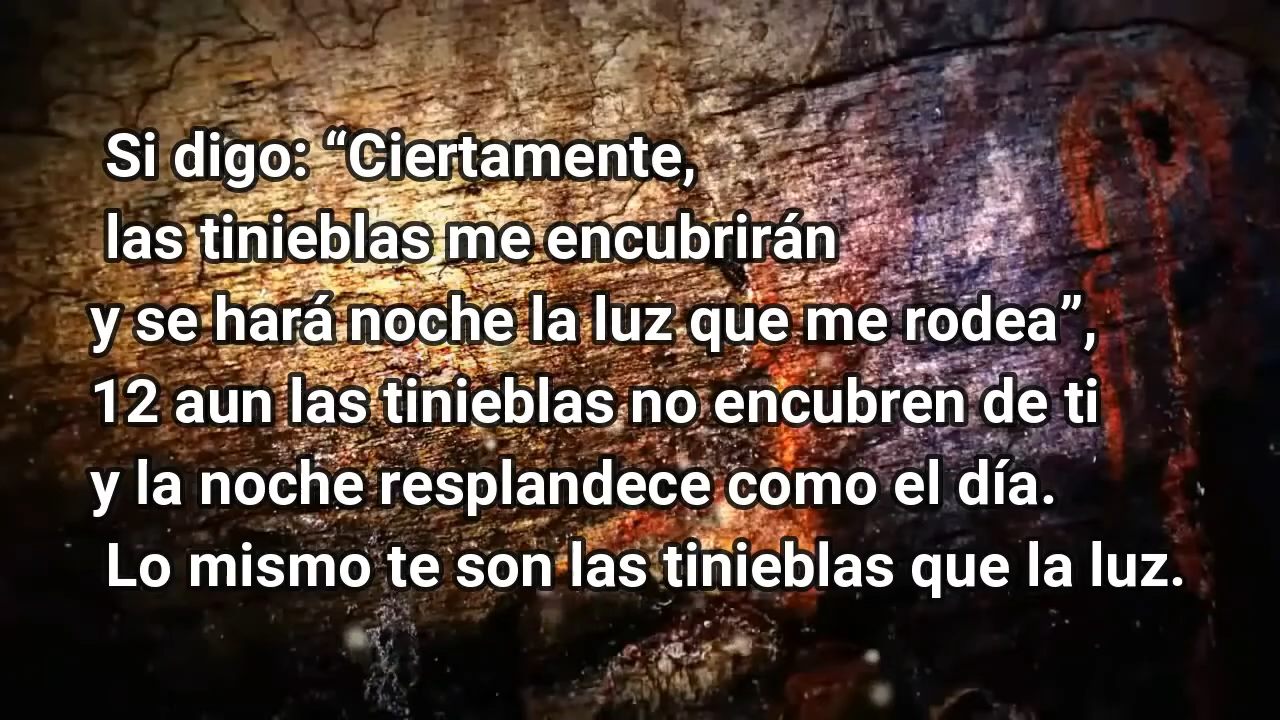 Si digo: “Ciertamente,
las tinieblas me encubrirán
y se hará noche la luz que me rodea”,
12 aun las tinieblas no encubren de ti
y la noche resplandece como el día.
Lo mismo te son las tinieblas que la luz.